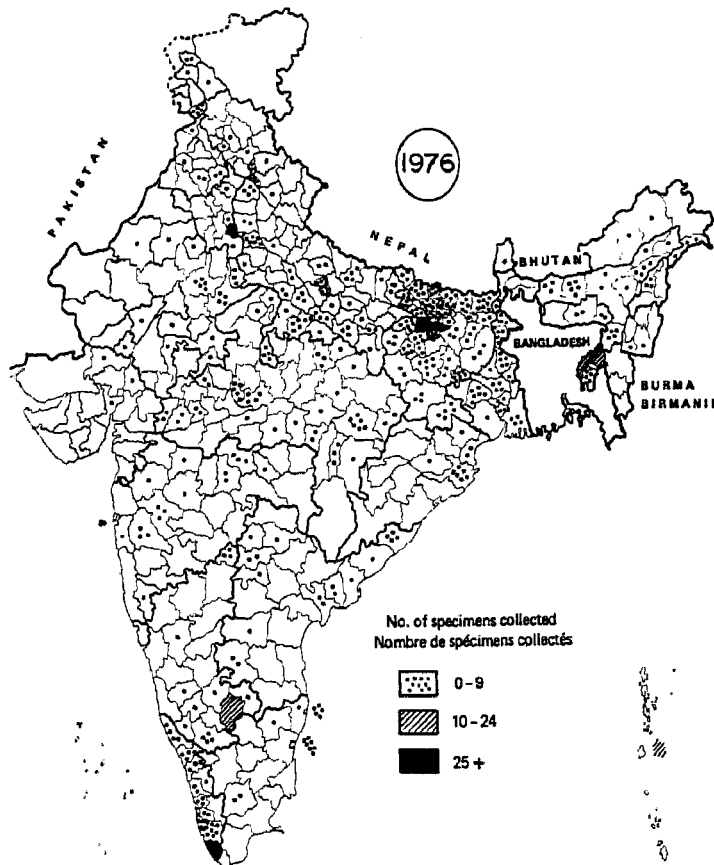 1976
PAKISTAN
NEPAL
BHUTAN
BANGLADESH
BURMA
BIRMANIE
No. of specimens collected
Nombre de spécimens collectés
0-9
10-24
25+